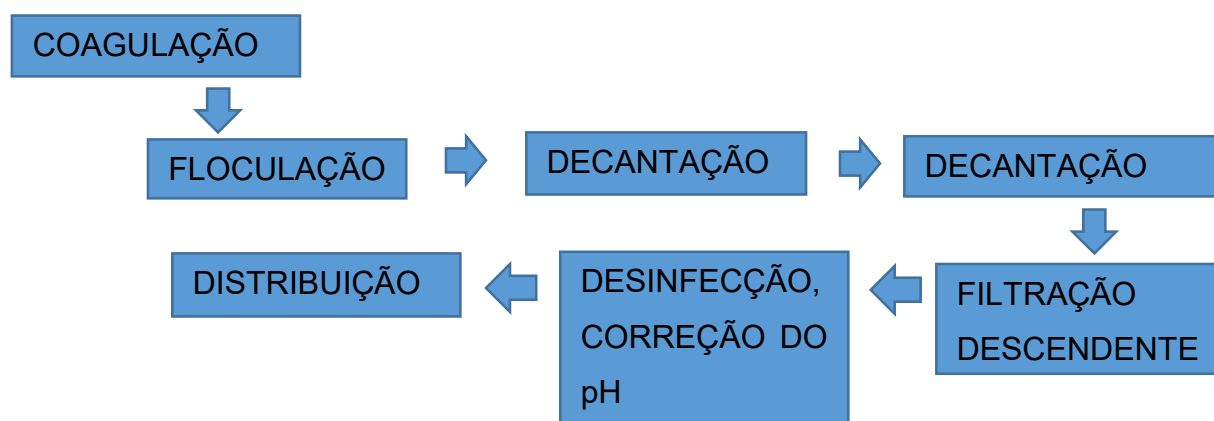 COAGULAÇÃO
FLOCULAÇÃO
DECANTAÇÃO
DECANTAÇÃO
FILTRAÇÃO
DESCENDENTE
DESINFECÇÃO,
CORREÇÃO DO
pH
DISTRIBUIÇÃO